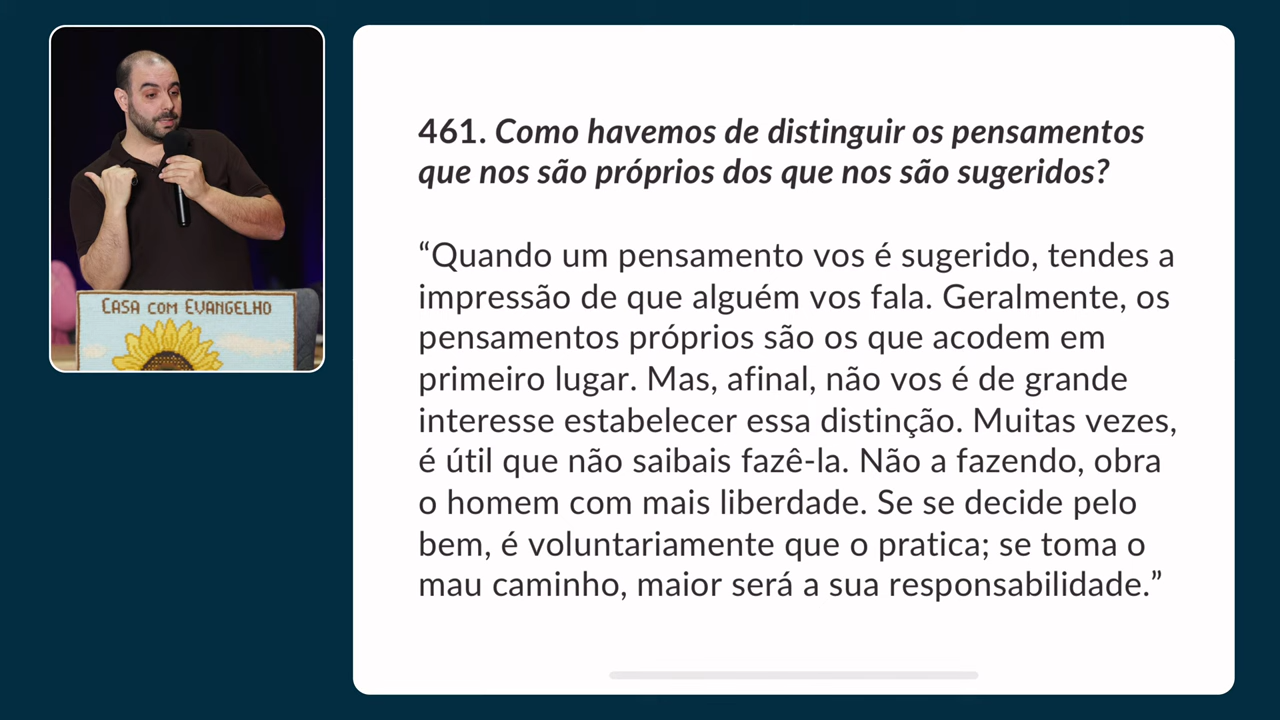 CASA COM EVANGELHO
461. Como havemos de distinguir os pensamentos
que nos são próprios dos que nos são sugeridos?
“Quando um pensamento vos é sugerido, tendes a
impressão de que alguém vos fala. Geralmente, os
pensamentos próprios são os que acodem em
primeiro lugar. Mas, afinal, não vos é de grande
interesse estabelecer essa distinção. Muitas vezes,
é útil que não saibais fazê-la. Não a fazendo, obra
o homem com mais liberdade. Se se decide pelo
bem, é voluntariamente que o pratica; se toma o
mau caminho, maior será a sua responsabilidade.”